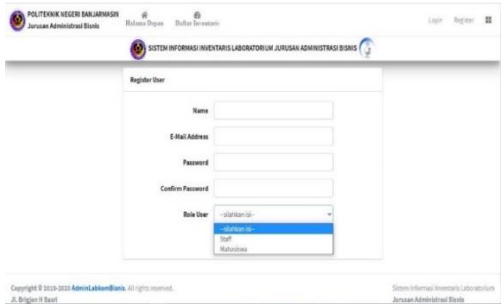 POLITEKNIK NEGERI BANJARMASIN
Jurusan Administrasi Bisnis
Halaman Depan Daftar Inventaris
Login Register
SISTEM INFORMASI INVENTARIS LABORATORIUM JURUSAN ADMINISTRASI BISNIS
Register User
Name
E-Mail Address
Password
Confirm Password
Role User --silahkan isi--
--silahkan isi--
Staff
Mahasiswa
Copyright © 2019-2020 AdminLabkomBisnis. All rights reserved.
Jl. Brigjen H Basri
Sistem Informasi Inventaris Laboratorium
Jurusan Administrasi Bisnis